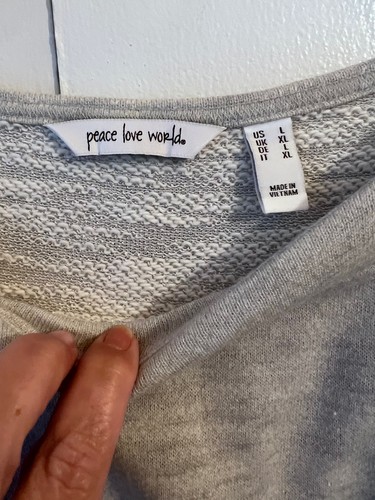 peace love world.
US L
UK XL
DE L
IT XL
MADE IN
VIETNAM